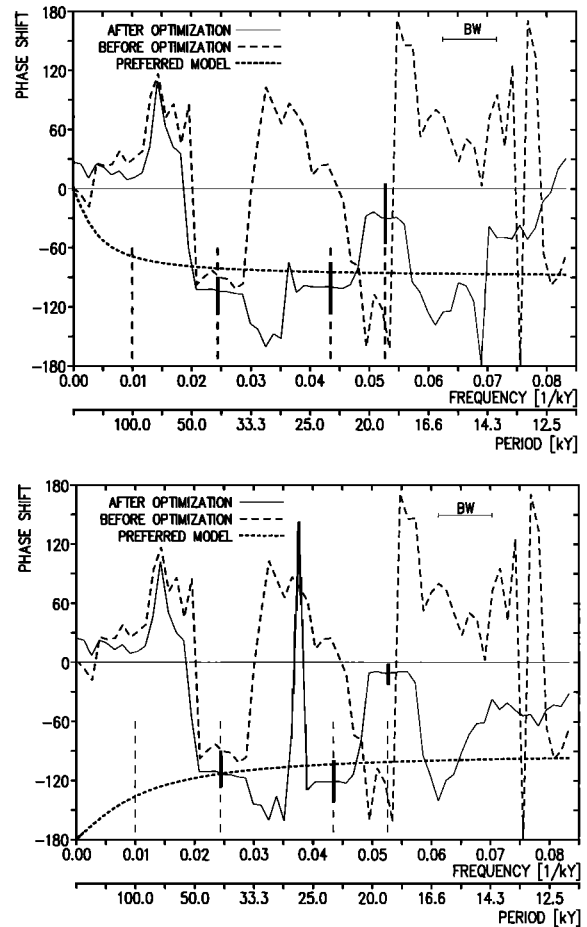 180
AFTER OPTIMIZATION
BW
BEFORE OPTIMIZATION
120
PREFERRED MODEL
60
PHASE SHIFT
0
-60
-120
-180
0.00 0.01 0.02 0.03 0.04 0.05 0.06 0.07 0.08
FREQUENCY [1/kY]
100.0 50.0 33.3 25.0 20.0 16.6 14.3 12.5
PERIOD [kY]
180
AFTER OPTIMIZATION
BW
BEFORE OPTIMIZATION
120
PREFERRED MODEL
60
PHASE SHIFT
0
-60
-120
-180
0.00 0.01 0.02 0.03 0.04 0.05 0.06 0.07 0.08
FREQUENCY [1/kY]
100.0 50.0 33.3 25.0 20.0 16.6 14.3 12.5
PERIOD [kY]